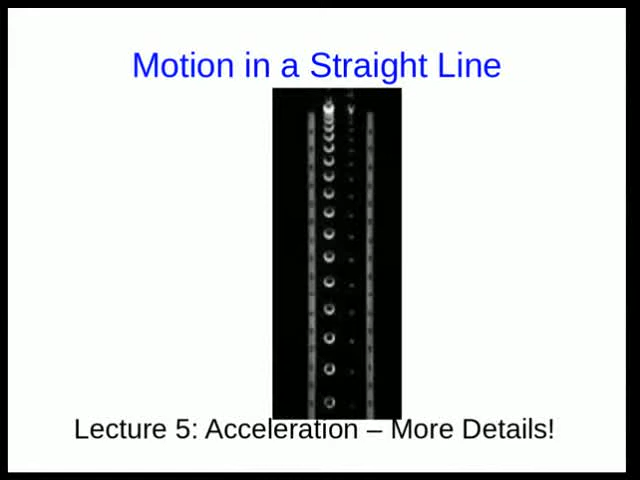 Motion in a Straight Line
Lecture 5: Acceleration – More Details!